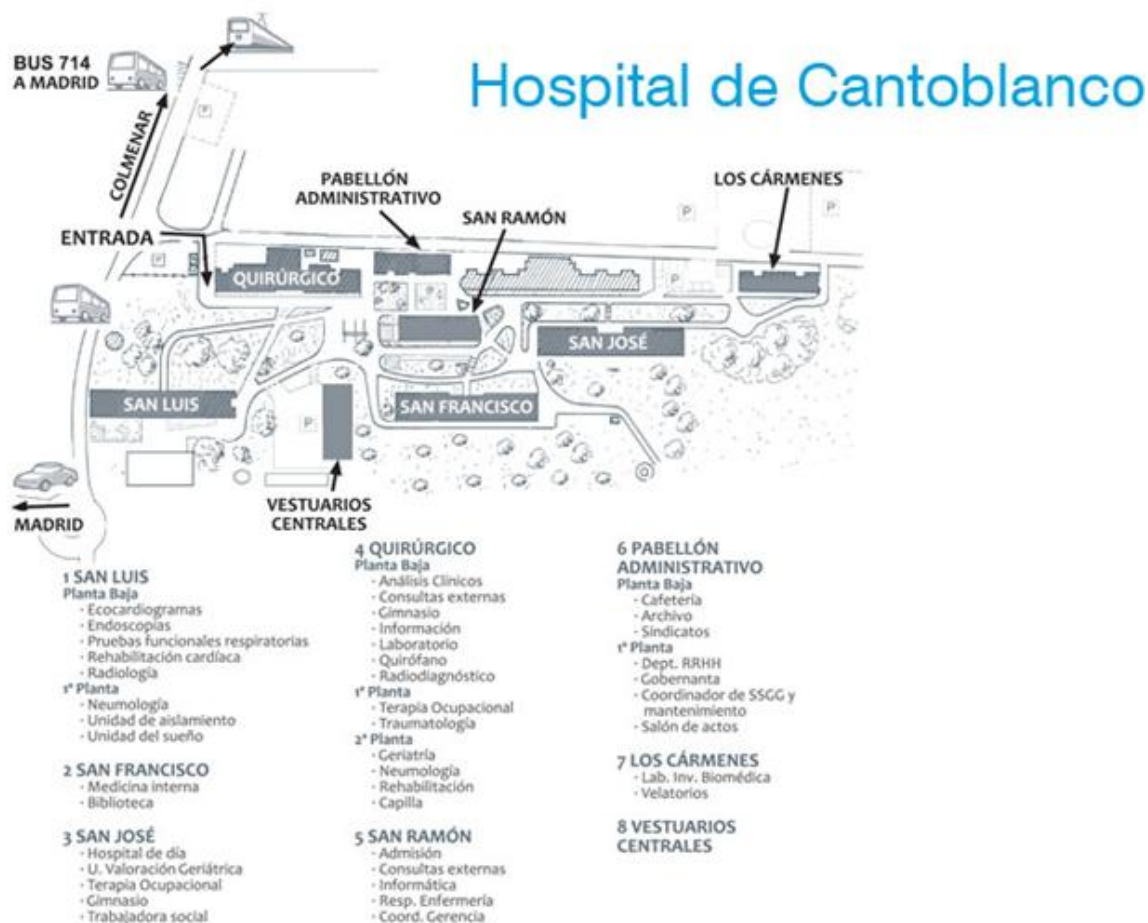 Hospital de Cantoblanco
BUS 714
A MADRID
COLMENAR
P
PABELLÓN
ADMINISTRATIVO
LOS CÁRMENES
SAN RAMÓN
P
P
ENTRADA
P
QUIRÚRGICO
P
SAN JOSÉ
SAN LUIS
SAN FRANCISCO
P
MADRID
VESTUARIOS
CENTRALES
1 SAN LUIS
Planta Baja
· Ecocardiogramas
· Endoscopias
· Pruebas funcionales respiratorias
· Rehabilitación cardíaca
· Radiología
1ª Planta
· Neumología
· Unidad de aislamiento
· Unidad del sueño
2 SAN FRANCISCO
· Medicina interna
· Biblioteca
3 SAN JOSÉ
· Hospital de día
· U. Valoración Geriátrica
· Terapia Ocupacional
· Gimnasio
· Trabajadora social
4 QUIRÚRGICO
Planta Baja
· Análisis Clínicos
· Consultas externas
· Gimnasio
· Información
· Laboratorio
· Quirófano
· Radiodiagnóstico
1ª Planta
· Terapia Ocupacional
· Traumatología
2ª Planta
· Geriatría
· Neumología
· Rehabilitación
· Capilla
5 SAN RAMÓN
· Admisión
· Consultas externas
· Informática
· Resp. Enfermería
· Coord. Gerencia
6 PABELLÓN
ADMINISTRATIVO
Planta Baja
· Cafetería
· Archivo
· Sindicatos
1ª Planta
· Dept. RRHH
· Gobernanta
· Coordinador de SSGG y
mantenimiento
· Salón de actos
7 LOS CÁRMENES
· Lab. Inv. Biomédica
· Velatorios
8 VESTUARIOS
CENTRALES